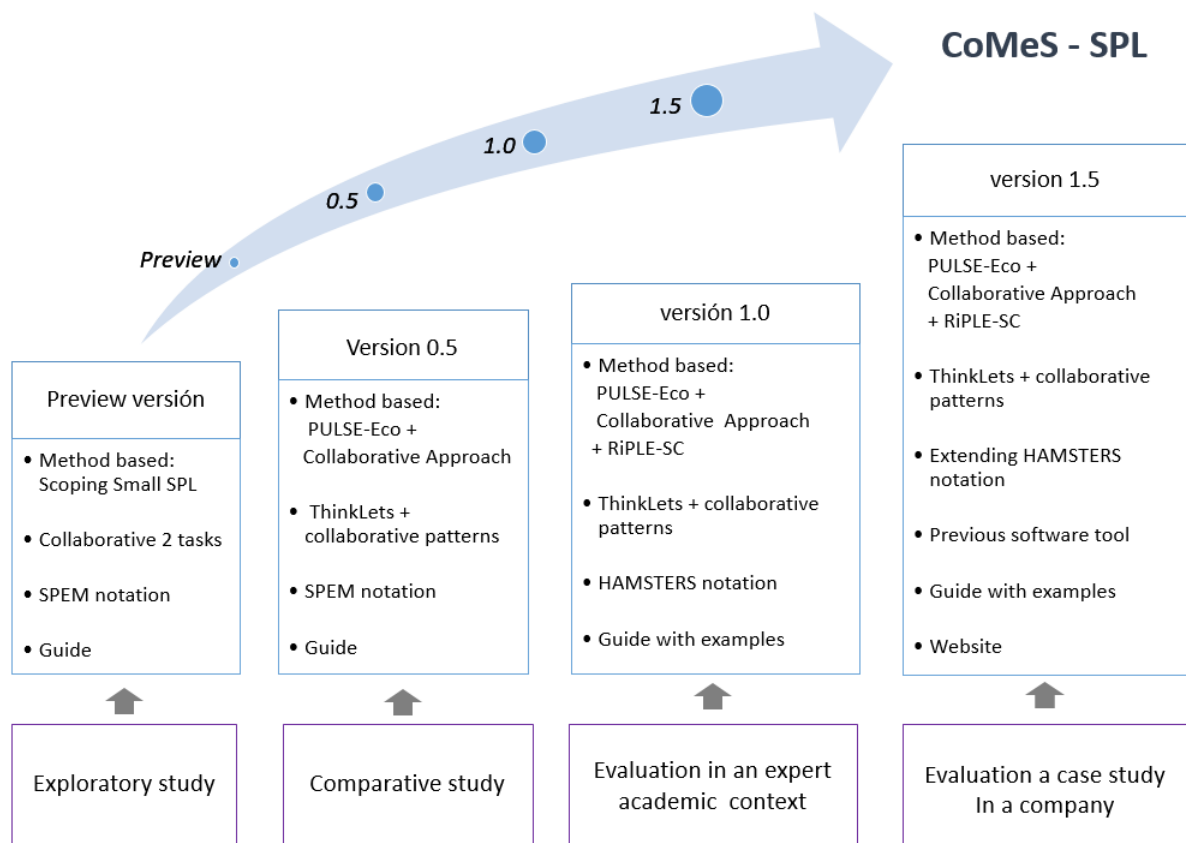 CoMeS - SPL
1.5
1.0
0.5
Preview
Preview versión
• Method based:
Scoping Small SPL
• Collaborative 2 tasks
• SPEM notation
• Guide
Version 0.5
• Method based:
PULSE-Eco +
Collaborative Approach
• ThinkLets +
collaborative patterns
• SPEM notation
• Guide
versión 1.0
• Method based:
PULSE-Eco +
Collaborative Approach
+ RiPLE-SC
• ThinkLets + collaborative
patterns
• HAMSTERS notation
• Guide with examples
version 1.5
• Method based:
PULSE-Eco +
Collaborative Approach
+ RiPLE-SC
• ThinkLets + collaborative
patterns
• Extending HAMSTERS
notation
• Previous software tool
• Guide with examples
• Website
Exploratory study
Comparative study
Evaluation in an expert
academic context
Evaluation a case study
In a company